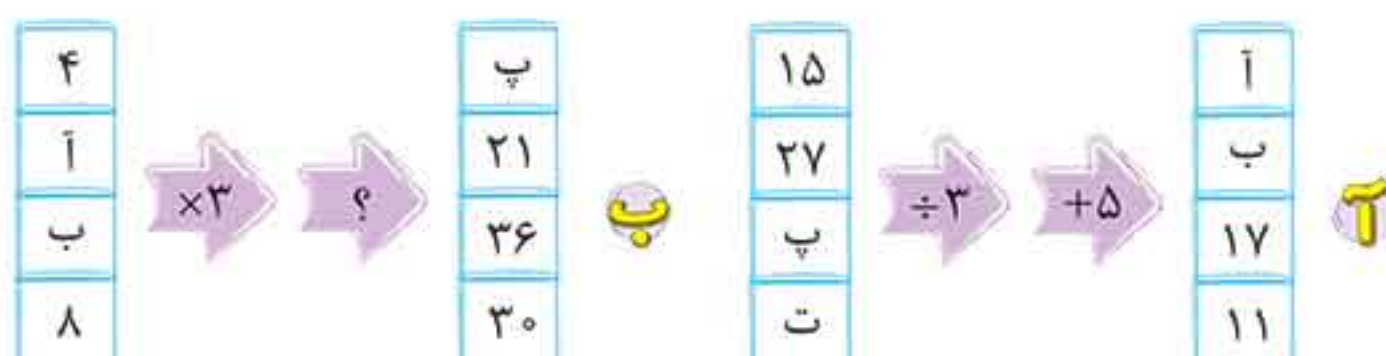 ۴ پ ۱۵ آ
آ ×۳ ؟ ۲۱ ب ۲۷ ÷۳ +۵ ب آ
ب ۳۶ پ ۱۷
۸ ۳۰ ت ۱۱